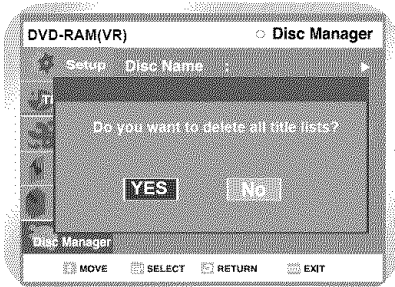 DVD-RAM(VR) Disc Manager
Setup Disc Name :
Do you want to delete all title lists?
YES No
Disc Manager
MOVE SELECT RETURN EXIT